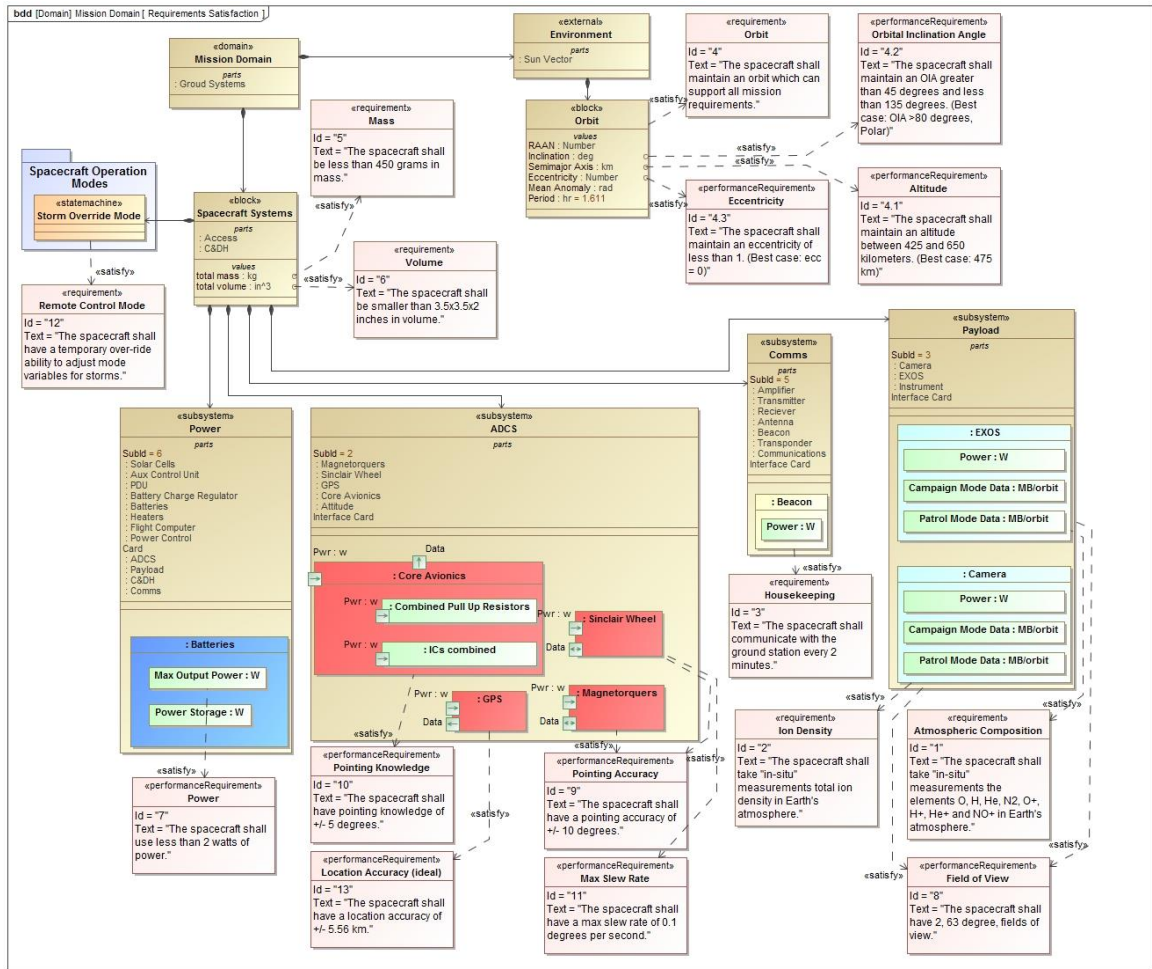 bdd [Domain] Mission Domain [ Requirements Satisfaction ]
«domain»
Mission Domain
parts
: Groud Systems
«external»
Environment
parts
: Sun Vector
«requirement»
Orbit
Id = "4"
Text = "The spacecraft shall
maintain an orbit which can
support all mission
requirements."
«performanceRequirement»
Orbital Inclination Angle
Id = "4.2"
Text = "The spacecraft shall
maintain an OIA greater
than 45 degrees and less
than 135 degrees. (Best
case: OIA >80 degrees,
Polar)"
«satisfy»
«block»
Orbit
values
RAAN : Number
Inclination : deg
Semimajor Axis : km
Eccentricity : Number
Mean Anomaly : rad
Period : hr = 1.611
«satisfy»
«satisfy»
«satisfy»
«requirement»
Mass
Id = "5"
Text = "The spacecraft shall
be less than 450 grams in
mass."
«satisfy»
«performanceRequirement»
Eccentricity
Id = "4.3"
Text = "The spacecraft shall
maintain an eccentricity of
less than 1. (Best case: ecc
= 0)"
«performanceRequirement»
Altitude
Id = "4.1"
Text = "The spacecraft shall
maintain an altitude
between 425 and 650
kilometers. (Best case: 475
km)"
Spacecraft Operation
Modes
«statemachine»
Storm Override Mode
«satisfy»
«block»
Spacecraft Systems
parts
: Access
: C&DH
values
total mass : kg
total volume : in^3
«satisfy»
«requirement»
Volume
Id = "6"
Text = "The spacecraft shall
be smaller than 3.5x3.5x2
inches in volume."
«requirement»
Remote Control Mode
Id = "12"
Text = "The spacecraft shall
have a temporary over-ride
ability to adjust mode
variables for storms."
«subsystem»
Power
parts
SubId = 6
: Solar Cells
: Aux Control Unit
: PDU
: Battery Charge Regulator
: Batteries
: Heaters
: Flight Computer
: Power Control
Card
: ADCS
: Payload
: C&DH
: Comms
: Batteries
Max Output Power : W
Power Storage : W
«satisfy»
«performanceRequirement»
Power
Id = "7"
Text = "The spacecraft shall
use less than 2 watts of
power."
«subsystem»
ADCS
parts
SubId = 2
: Magnetorquers
: Sinclair Wheel
: GPS
: Core Avionics
: Attitude
Interface Card
Pwr : w
Data
: Core Avionics
Pwr : w
: Combined Pull Up Resistors
Pwr : w
: ICs combined
Pwr : w
: Sinclair Wheel
Data
Pwr : w
: GPS
Data
Pwr : w
: Magnetorquers
Data
«satisfy»
«satisfy»
«satisfy»
«satisfy»
«satisfy»
«performanceRequirement»
Pointing Knowledge
Id = "10"
Text = "The spacecraft shall
have pointing knowledge of
+/- 5 degrees."
«performanceRequirement»
Location Accuracy (ideal)
Id = "13"
Text = "The spacecraft shall
have a location accuracy of
+/- 5.56 km."
«performanceRequirement»
Pointing Accuracy
Id = "9"
Text = "The spacecraft shall
have a pointing accuracy of
+/- 10 degrees."
«performanceRequirement»
Max Slew Rate
Id = "11"
Text = "The spacecraft shall
have a max slew rate of 0.1
degrees per second."
«subsystem»
Comms
parts
SubId = 5
: Amplifier
: Transmitter
: Reciever
: Antenna
: Beacon
: Transponder
: Communications
Interface Card
: Beacon
Power : W
«satisfy»
«requirement»
Housekeeping
Id = "3"
Text = "The spacecraft shall
communicate with the
ground station every 2
minutes."
«subsystem»
Payload
parts
SubId = 3
: Camera
: EXOS
: Instrument
Interface Card
: EXOS
Power : W
Campaign Mode Data : MB/orbit
Patrol Mode Data : MB/orbit
: Camera
Power : W
Campaign Mode Data : MB/orbit
Patrol Mode Data : MB/orbit
«satisfy»
«satisfy»
«requirement»
Ion Density
Id = "2"
Text = "The spacecraft shall
take "in-situ"
measurements total ion
density in Earth's
atmosphere."
«requirement»
Atmospheric Composition
Id = "1"
Text = "The spacecraft shall
take "in-situ"
measurements the
elements O, H, He, N2, O+,
H+, He+ and NO+ in Earth's
atmosphere."
«satisfy»
«satisfy»
«performanceRequirement»
Field of View
Id = "8"
Text = "The spacecraft shall
have 2, 63 degree, fields of
view."